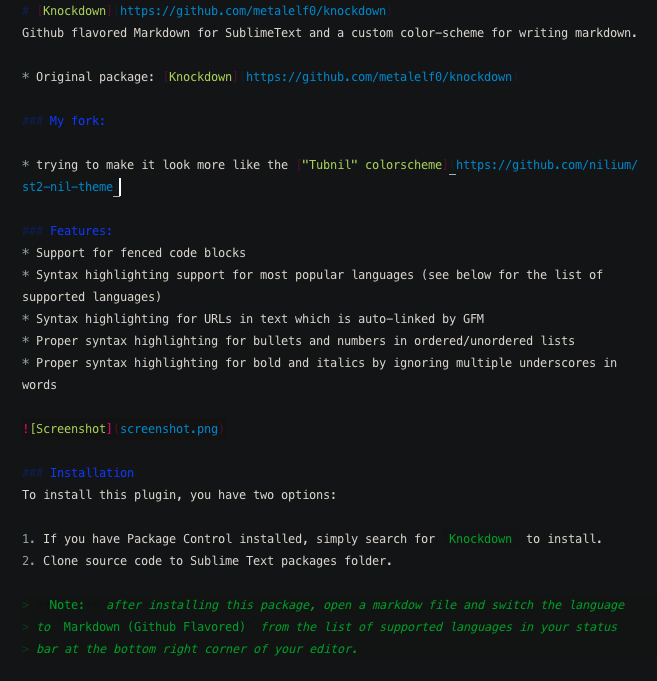 # [Knockdown](https://github.com/metalelf0/knockdown)
Github flavored Markdown for SublimeText and a custom color-scheme for writing markdown.
* Original package: [Knockdown](https://github.com/metalelf0/knockdown)
### My fork:
* trying to make it look more like the ["Tubnil" colorscheme](https://github.com/nilium/
st2-nil-theme)
### Features:
* Support for fenced code blocks
* Syntax highlighting support for most popular languages (see below for the list of
supported languages)
* Syntax highlighting for URLs in text which is auto-linked by GFM
* Proper syntax highlighting for bullets and numbers in ordered/unordered lists
* Proper syntax highlighting for bold and italics by ignoring multiple underscores in
words
![Screenshot](screenshot.png)
### Installation
To install this plugin, you have two options:
1. If you have Package Control installed, simply search for Knockdown to install.
2. Clone source code to Sublime Text packages folder.
> Note: after installing this package, open a markdow file and switch the language
> to Markdown (Github Flavored) from the list of supported languages in your status
> bar at the bottom right corner of your editor.